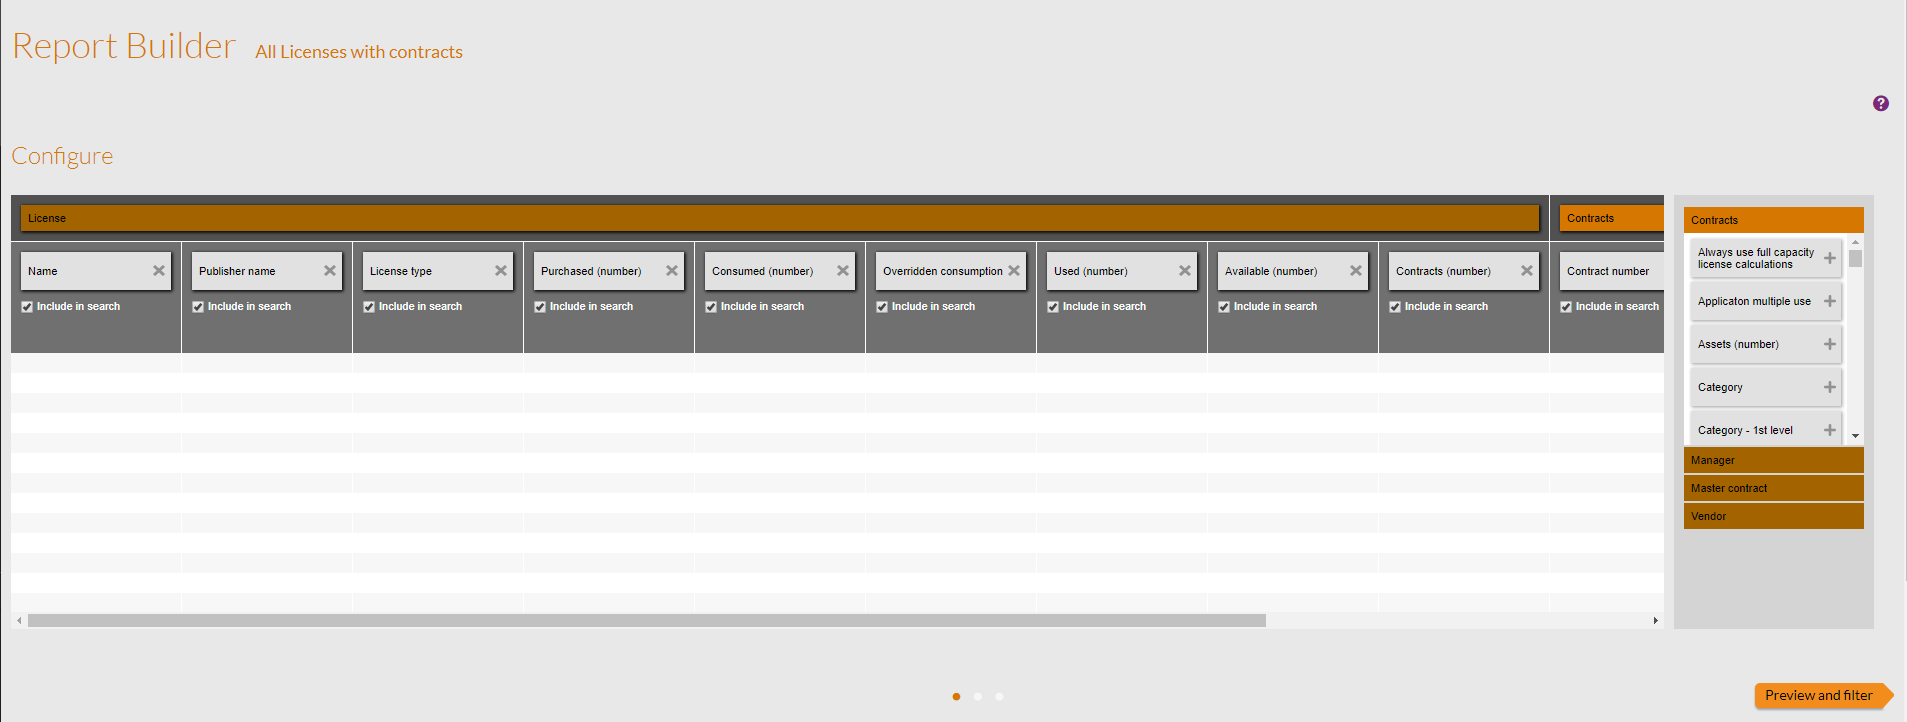 Report Builder All Licenses with contracts
?
Configure
License Contracts
Name Publisher name License type Purchased (number) Consumed (number) Overridden consumption Used (number) Available (number) Contracts (number) Contract number
Include in search Include in search Include in search Include in search Include in search Include in search Include in search Include in search Include in search Include in search
Contracts
Always use full capacity
license calculations
Applicaton multiple use
Assets (number)
Category
Category - 1st level
Manager
Master contract
Vendor
Preview and filter